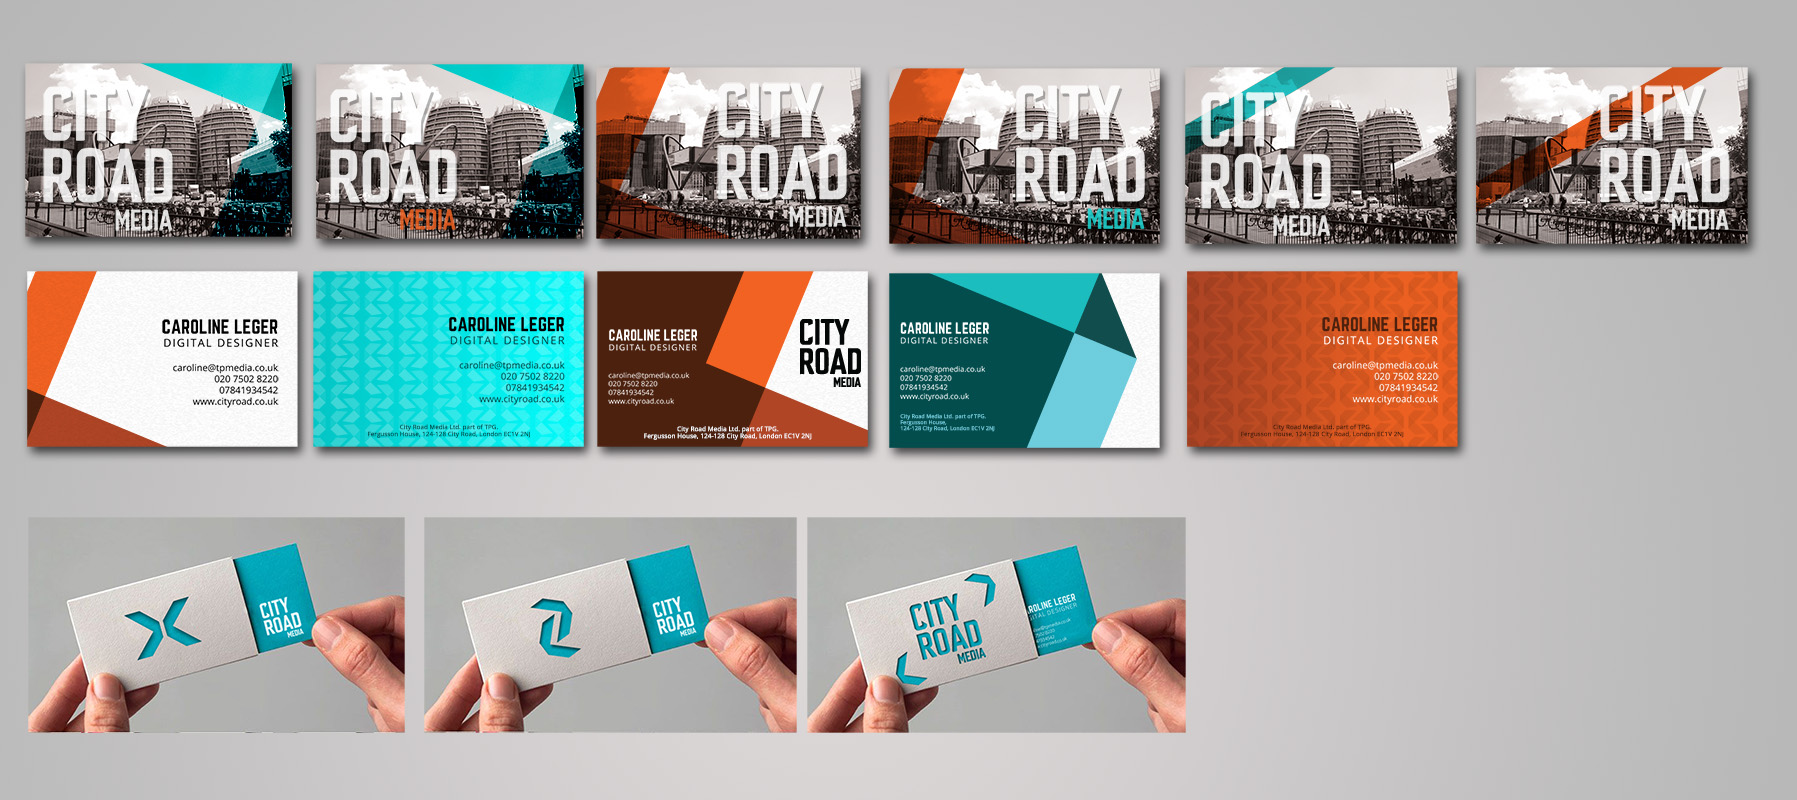 CITY
ROAD
MEDIA
CITY
ROAD
MEDIA
CITY
ROAD
MEDIA
CITY
ROAD
MEDIA
CITY
ROAD
MEDIA
CITY
ROAD
MEDIA
CAROLINE LEGER
DIGITAL DESIGNER
caroline@tpmedia.co.uk
020 7502 8220
07841934542
www.cityroad.co.uk
CAROLINE LEGER
DIGITAL DESIGNER
caroline@tpmedia.co.uk
020 7502 8220
07841934542
www.cityroad.co.uk
City Road Media Ltd. part of TPG.
Fergusson House, 124-128 City Road, London EC1V 2NJ
CAROLINE LEGER
DIGITAL DESIGNER
caroline@tpmedia.co.uk
020 7502 8220
07841934542
www.cityroad.co.uk
CITY
ROAD
MEDIA
City Road Media Ltd. part of TPG.
Fergusson House, 124-128 City Road, London EC1V 2NJ
CAROLINE LEGER
DIGITAL DESIGNER
caroline@tpmedia.co.uk
020 7502 8220
07841934542
www.cityroad.co.uk
City Road Media Ltd. part of TPG.
Fergusson House,
124-128 City Road, London EC1V 2NJ
CAROLINE LEGER
DIGITAL DESIGNER
caroline@tpmedia.co.uk
020 7502 8220
07841934542
www.cityroad.co.uk
City Road Media Ltd. part of TPG.
Fergusson House, 124-128 City Road, London EC1V 2NJ
CITY
ROAD
MEDIA
CITY
ROAD
MEDIA
CITY
ROAD
MEDIA
AROLINE LEGER
ITAL DESIGNER